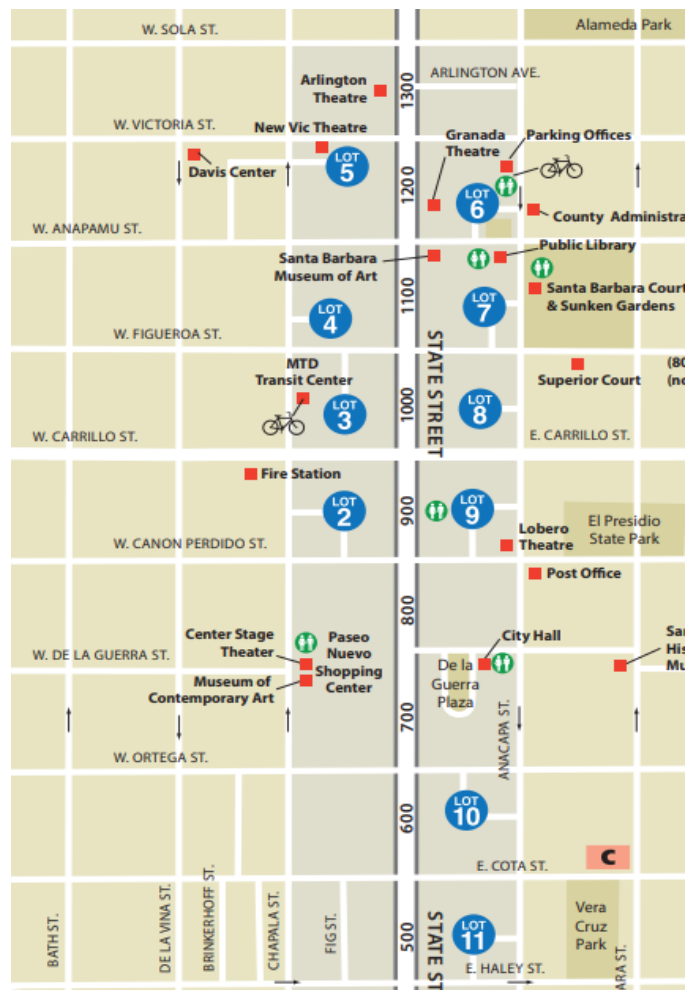 W. SOLA ST.
Alameda Park
ARLINGTON AVE.
Arlington
Theatre
1300
W. VICTORIA ST.
New Vic Theatre
Granada
Theatre
Parking Offices
Davis Center
LOT
5
1200
LOT
6
County Administra
W. ANAPAMU ST.
Santa Barbara
Museum of Art
Public Library
1100
LOT
7
Santa Barbara Court
& Sunken Gardens
LOT
4
W. FIGUEROA ST.
STATE STREET
MTD
Transit Center
Superior Court
(80
(no
1000
LOT
3
LOT
8
W. CARRILLO ST.
E. CARRILLO ST.
Fire Station
LOT
2
900
LOT
9
El Presidio
State Park
Lobero
Theatre
W. CANON PERDIDO ST.
Post Office
800
Center Stage
Theater
Paseo
Nuevo
Shopping
Center
City Hall
San
His
Mu
W. DE LA GUERRA ST.
De la
Guerra
Plaza
Museum of
Contemporary Art
700
ANACAPA ST.
W. ORTEGA ST.
LOT
10
600
C
E. COTA ST.
BATH ST.
DE LA VINA ST.
BRINKERHOFF ST.
CHAPALA ST.
FIG ST.
500
STATE ST
LOT
11
Vera
Cruz
Park
E. HALEY ST.
ARA ST.